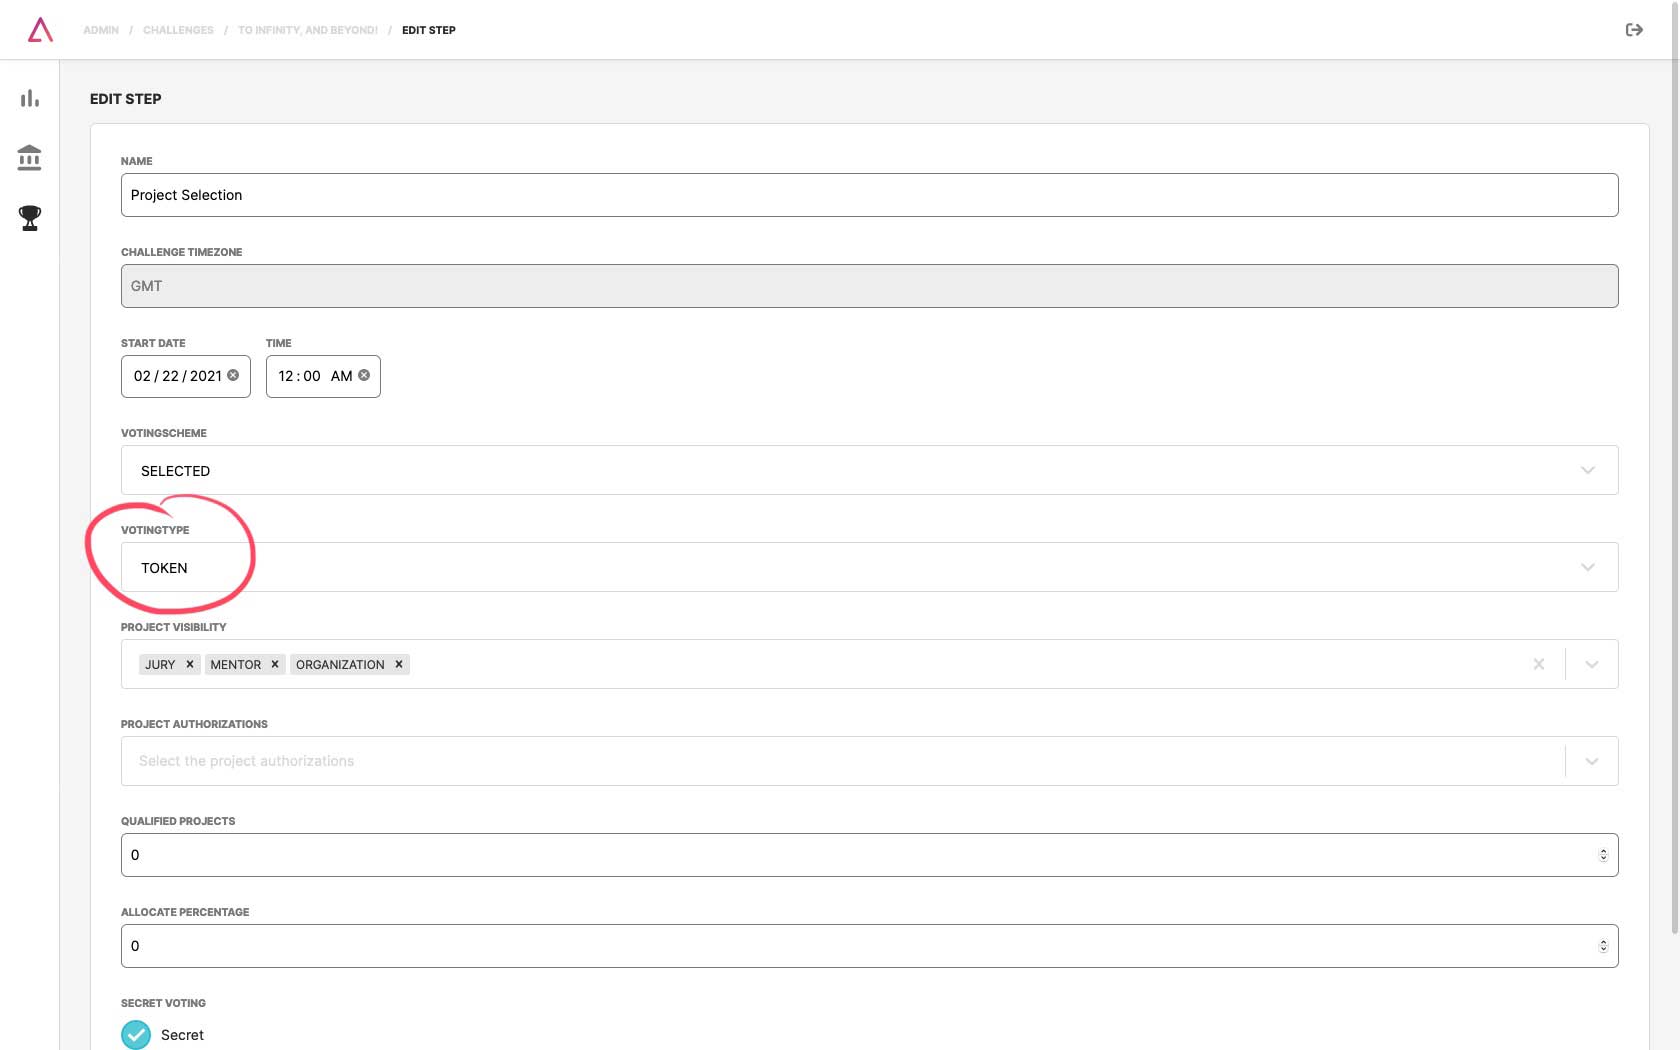 ADMIN / CHALLENGES / TO INFINITY, AND BEYOND! / EDIT STEP
EDIT STEP
NAME
Project Selection
CHALLENGE TIMEZONE
GMT
START DATE TIME
02 / 22 / 2021 12 : 00 AM
VOTINGSCHEME
SELECTED
VOTINGTYPE
TOKEN
PROJECT VISIBILITY
JURY MENTOR ORGANIZATION
PROJECT AUTHORIZATIONS
Select the project authorizations
QUALIFIED PROJECTS
0
ALLOCATE PERCENTAGE
0
SECRET VOTING
Secret